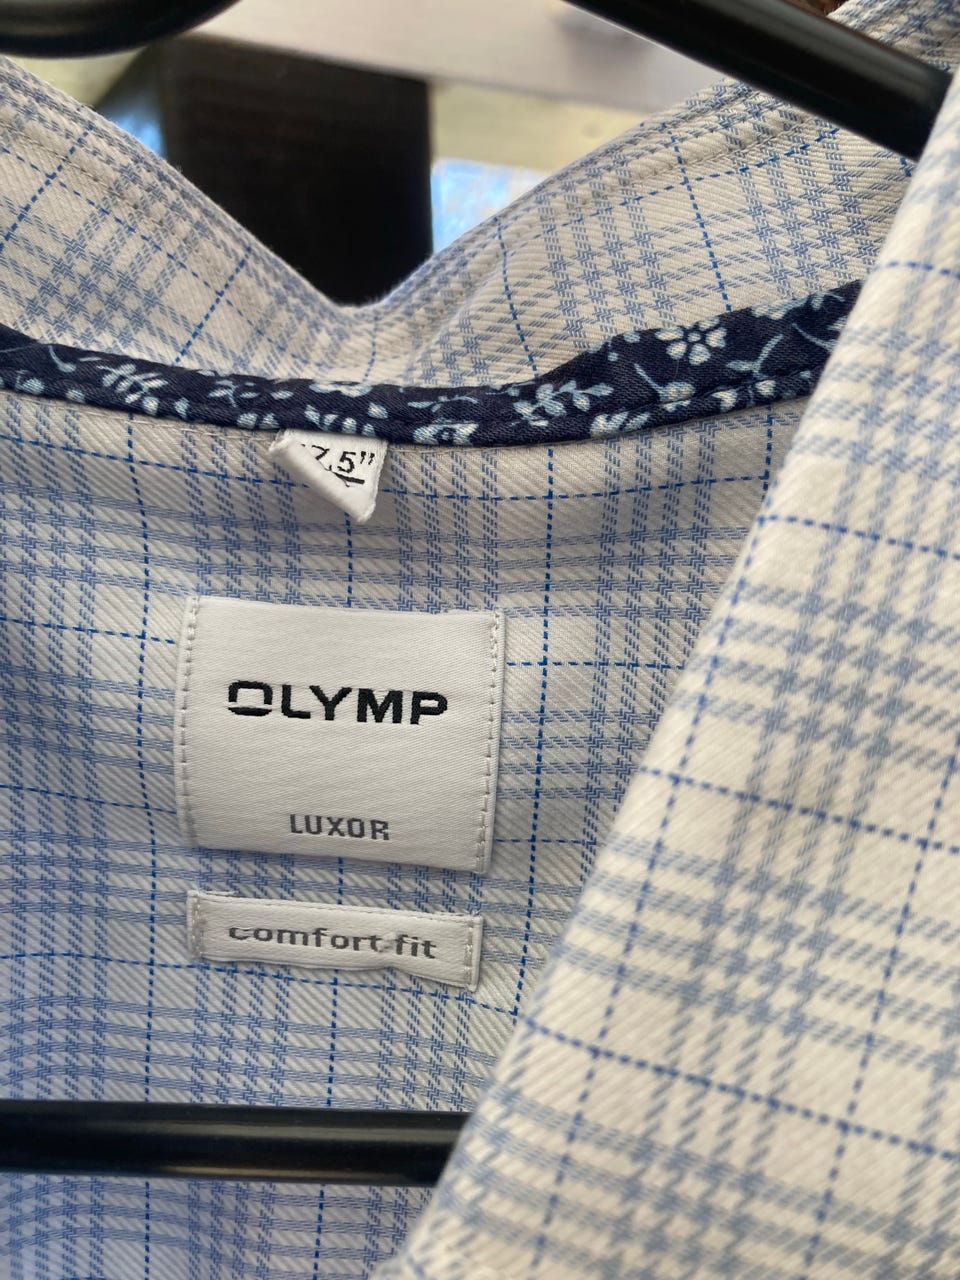 7,5"
OLYMP
LUXOR
comfort fit